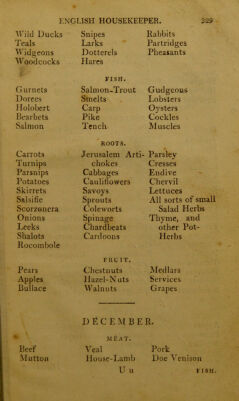 ENGLISH HOUSEKEEPER. 329
Wild Ducks Snipes Rabbits
Teals Larks Partridges
Widgeons Dotterels Pheasants
Woodcocks Hares
FISH.
Gurnets Salmon-Trout Gudgeons
Dorees Smelts Lobsters
Holobert Carp Oysters
Bearbets Pike Cockles
Salmon Tench Muscles
ROOTS.
Carrots Jerusalem Arti- Parsley
Turnips chokes Cresses
Parsnips Cabbages Endive
Potatoes Cauliflowers Chervil
Skirrets Savoys Lettuces
Salsifie Sprouts All sorts of small
Scorzonera Coleworts Salad Herbs
Onions Spinage Thyme, and
Leeks Chardbeats other Pot-
Shalots Cardoons Herbs
Rocombole
FRUIT.
Pears Chestnuts Medlars
Apples Hazel-Nuts Services
Bullace Walnuts Grapes
DECEMBER.
MEAT.
Beef Veal Pork
Mutton House-Lamb Doe Venison
U u FISH.